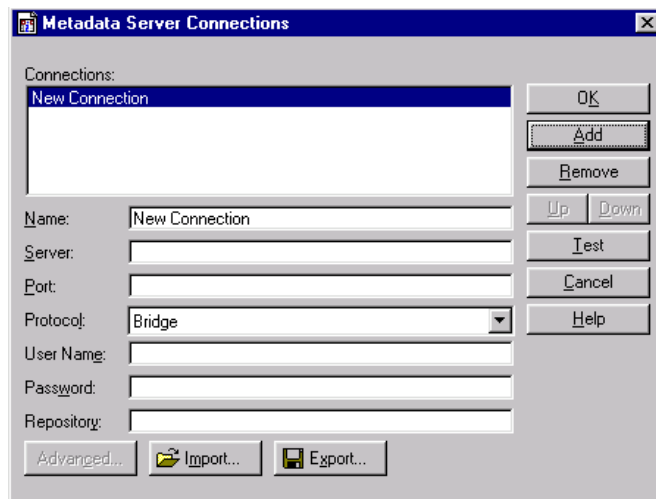 Metadata Server Connections
Connections:
New Connection
OK
Add
Remove
Up Down
Name: New Connection
Server:
Test
Port:
Cancel
Protocol: Bridge
Help
User Name:
Password:
Repository:
Advanced... Import... Export...